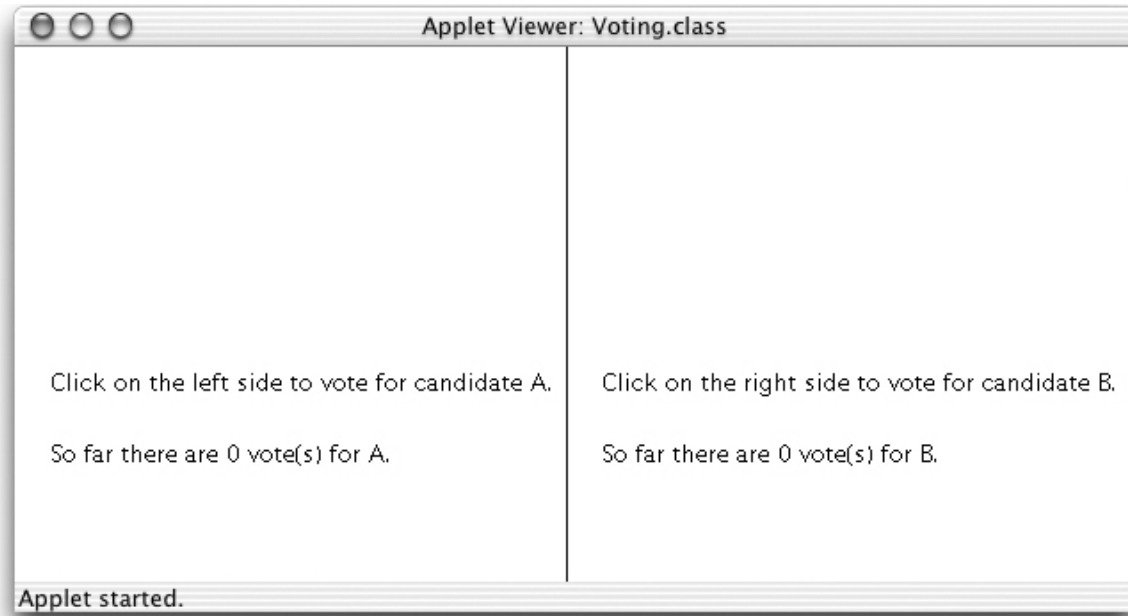 Applet Viewer: Voting.class
Click on the left side to vote for candidate A.
So far there are 0 vote(s) for A.
Click on the right side to vote for candidate B.
So far there are 0 vote(s) for B.
Applet started.